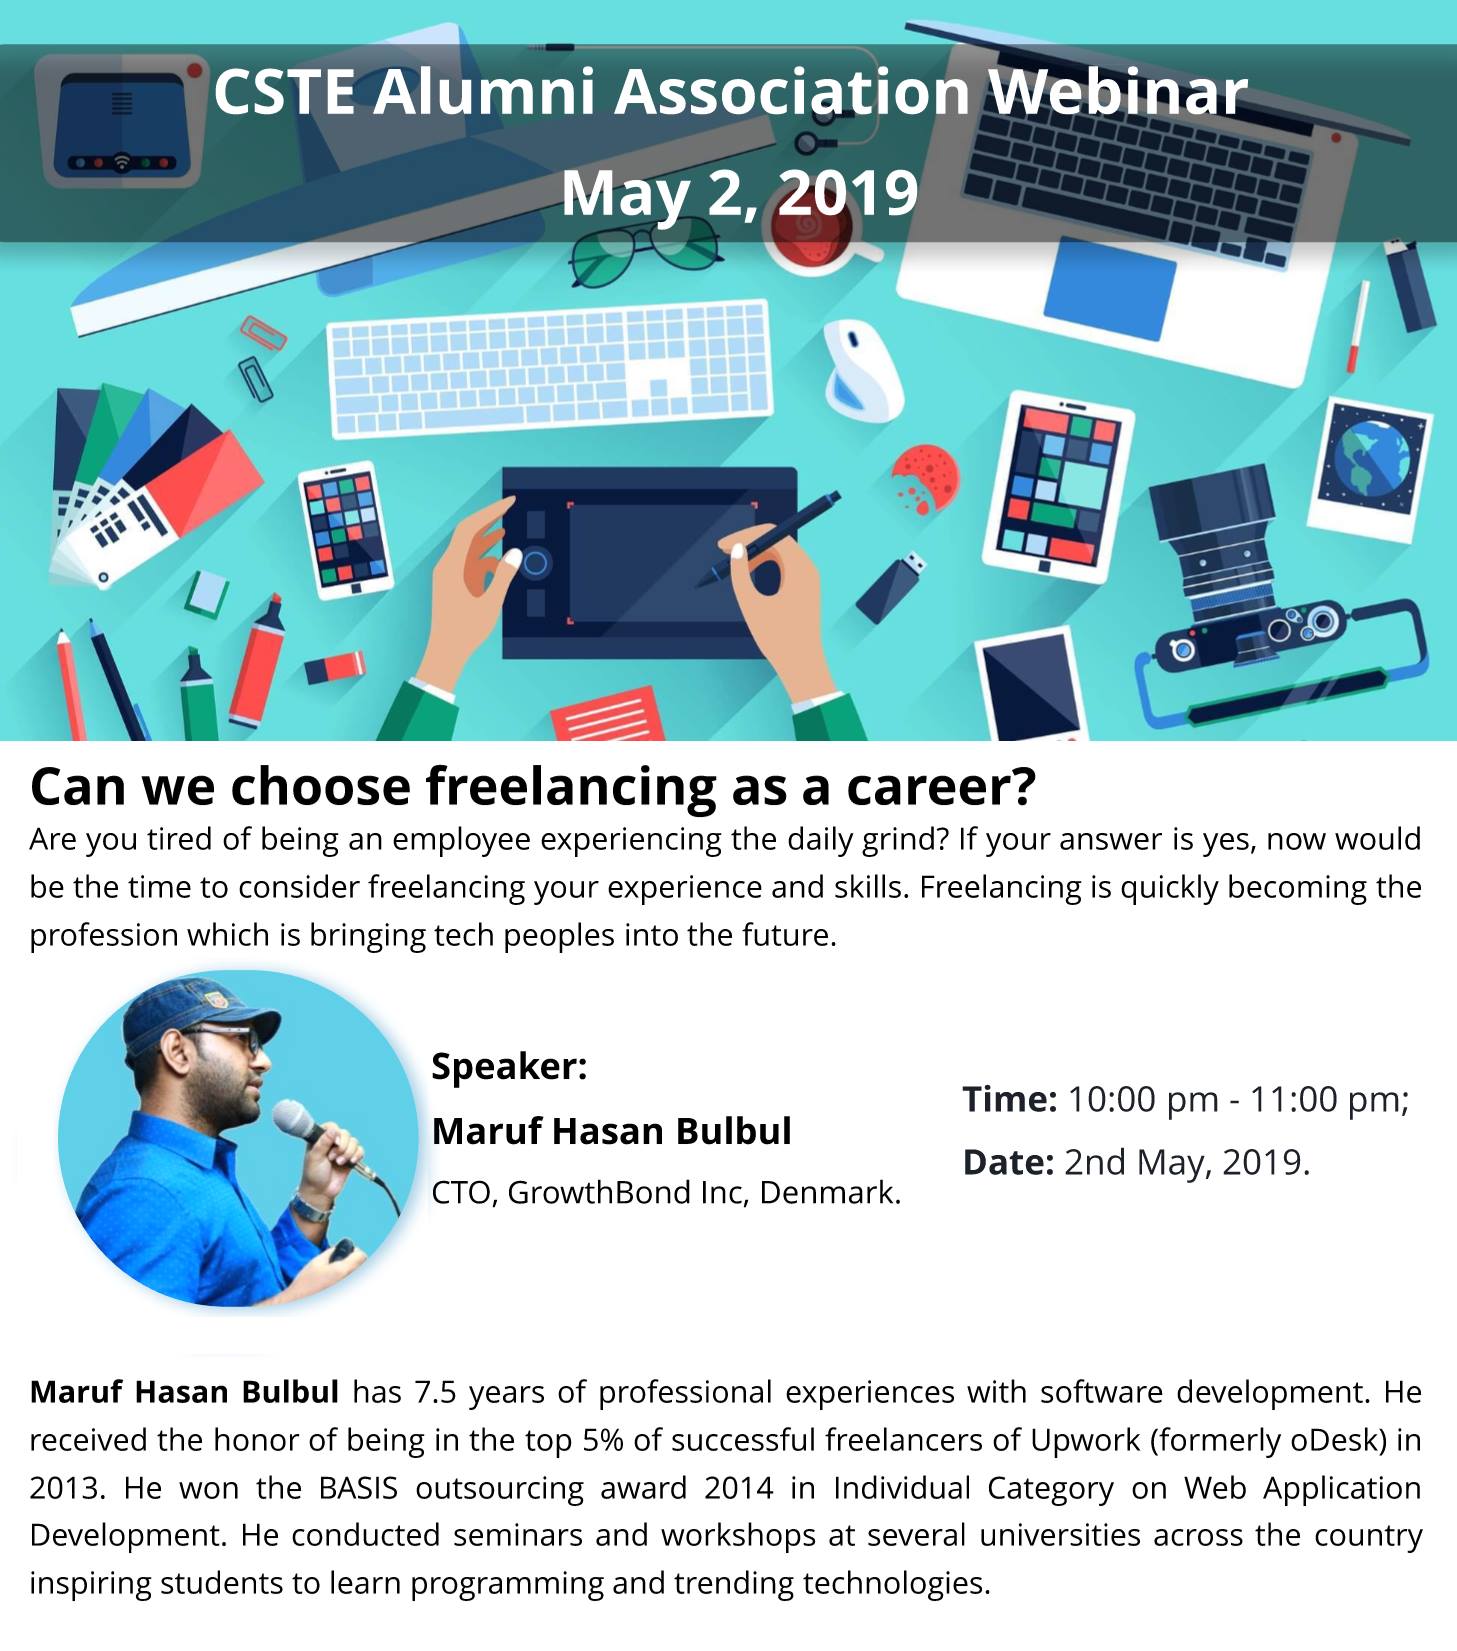 CSTE Alumni Association Webinar
May 2, 2019
Can we choose freelancing as a career?
Are you tired of being an employee experiencing the daily grind? If your answer is yes, now would
be the time to consider freelancing your experience and skills. Freelancing is quickly becoming the
profession which is bringing tech peoples into the future.
Speaker:
Maruf Hasan Bulbul
CTO, GrowthBond Inc, Denmark.
Time: 10:00 pm - 11:00 pm;
Date: 2nd May, 2019.
Maruf Hasan Bulbul has 7.5 years of professional experiences with software development. He
received the honor of being in the top 5% of successful freelancers of Upwork (formerly oDesk) in
2013. He won the BASIS outsourcing award 2014 in Individual Category on Web Application
Development. He conducted seminars and workshops at several universities across the country
inspiring students to learn programming and trending technologies.